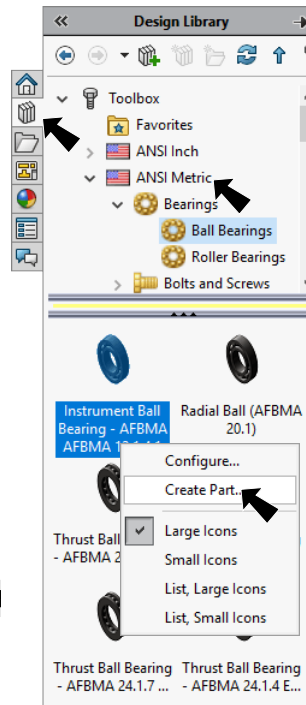 Design Library
Toolbox
Favorites
ANSI Inch
ANSI Metric
Bearings
Ball Bearings
Roller Bearings
Bolts and Screws
Instrument Ball
Bearing - AFBMA
AFBMA
Radial Ball (AFBMA
20.1)
Configure...
Create Part...
Large Icons
Small Icons
List, Large Icons
List, Small Icons
Thrust Ball
- AFBMA 2
Thrust Ball Bearing
- AFBMA 24.1.7 ...
Thrust Ball Bearing
- AFBMA 24.1.4 E...